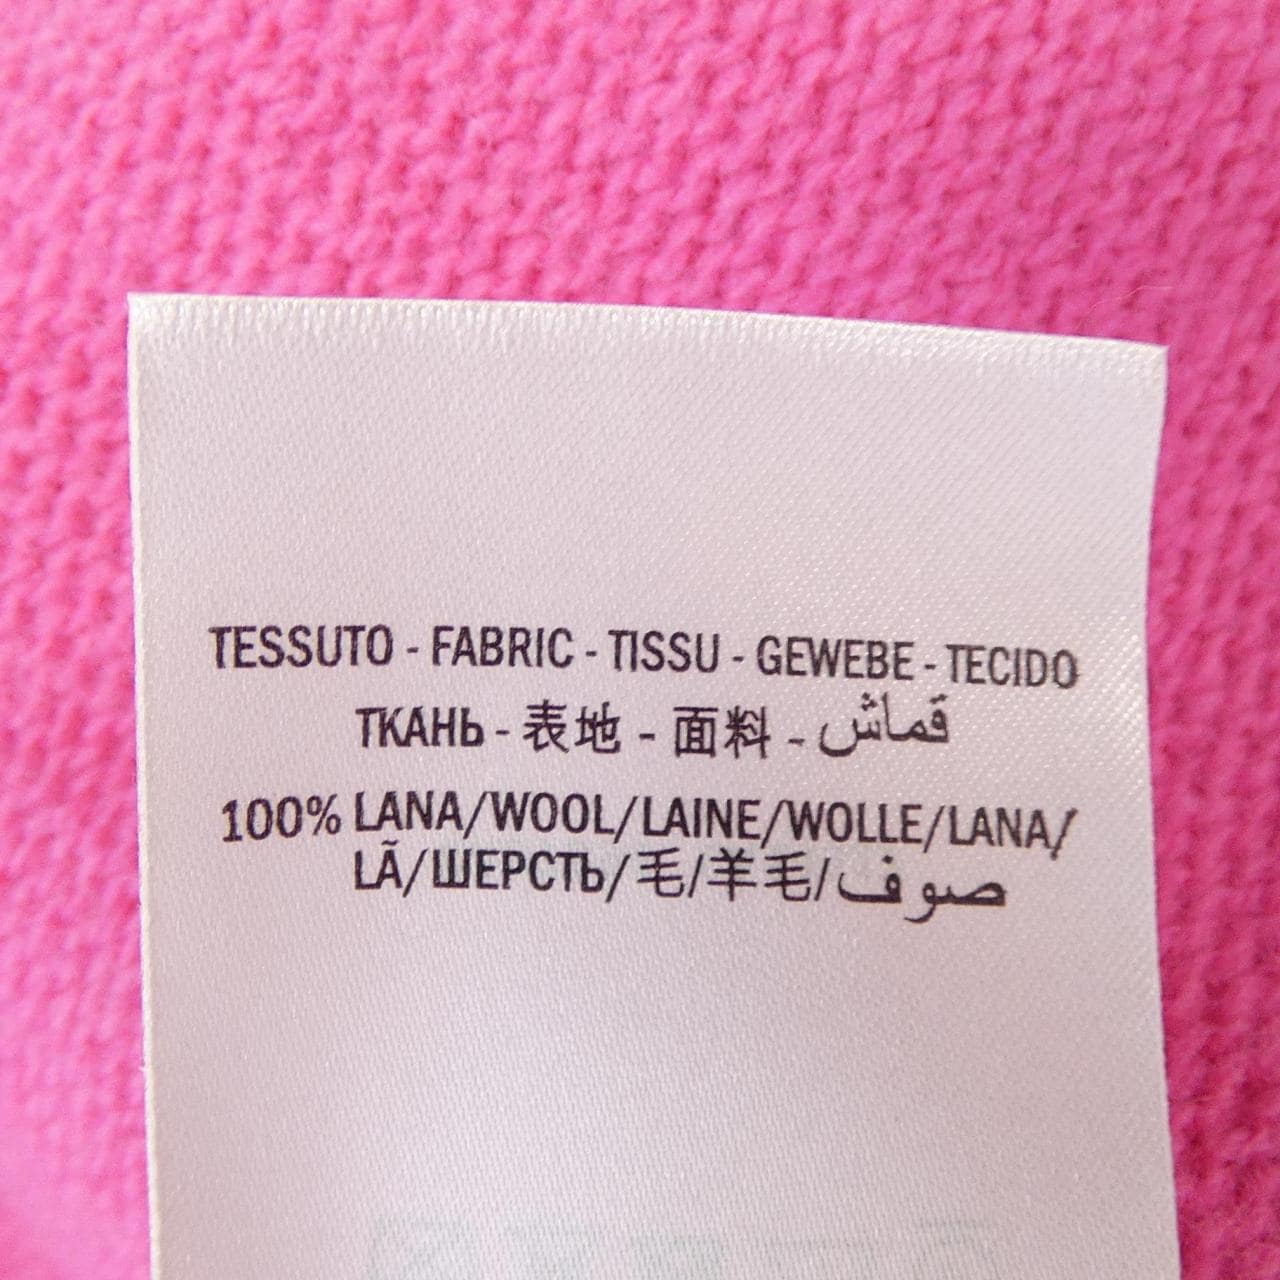 TESSUTO - FABRIC - TISSU - GEWEBE - TECIDO
ТКАНЬ - 表地 - 面料 - قماش
100% LANA/WOOL/LAINE/WOLLE/LANA/
LÃ/ШЕРСТЬ/毛/羊毛/صوف